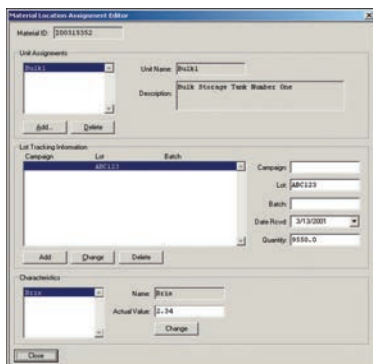 Material Location Assignment Editor
Material ID: 200315352
Unit Assignments
Bulk1
Unit Name: Bulk1
Description: Bulk Storage Tank Number One
Add... Delete
Lot Tracking Information
Campaign Lot Batch
ABC123
Campaign:
Lot: ABC123
Batch:
Date Rcvd: 3/13/2001
Quantity: 9550.0
Add Change Delete
Characteristics
Brix
Name: Brix
Actual Value: 2.34
Change
Close